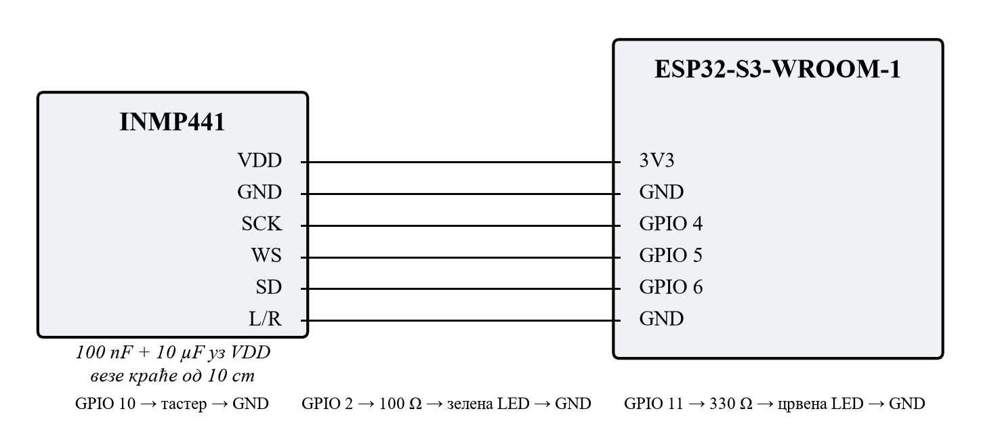 ESP32-S3-WROOM-1
INMP441
VDD 3V3
GND GND
SCK GPIO 4
WS GPIO 5
SD GPIO 6
L/R GND
100 nF + 10 µF уз VDD
везе краће од 10 cm
GPIO 10 → тастер → GND GPIO 2 → 100 Ω → зелена LED → GND GPIO 11 → 330 Ω → црвена LED → GND